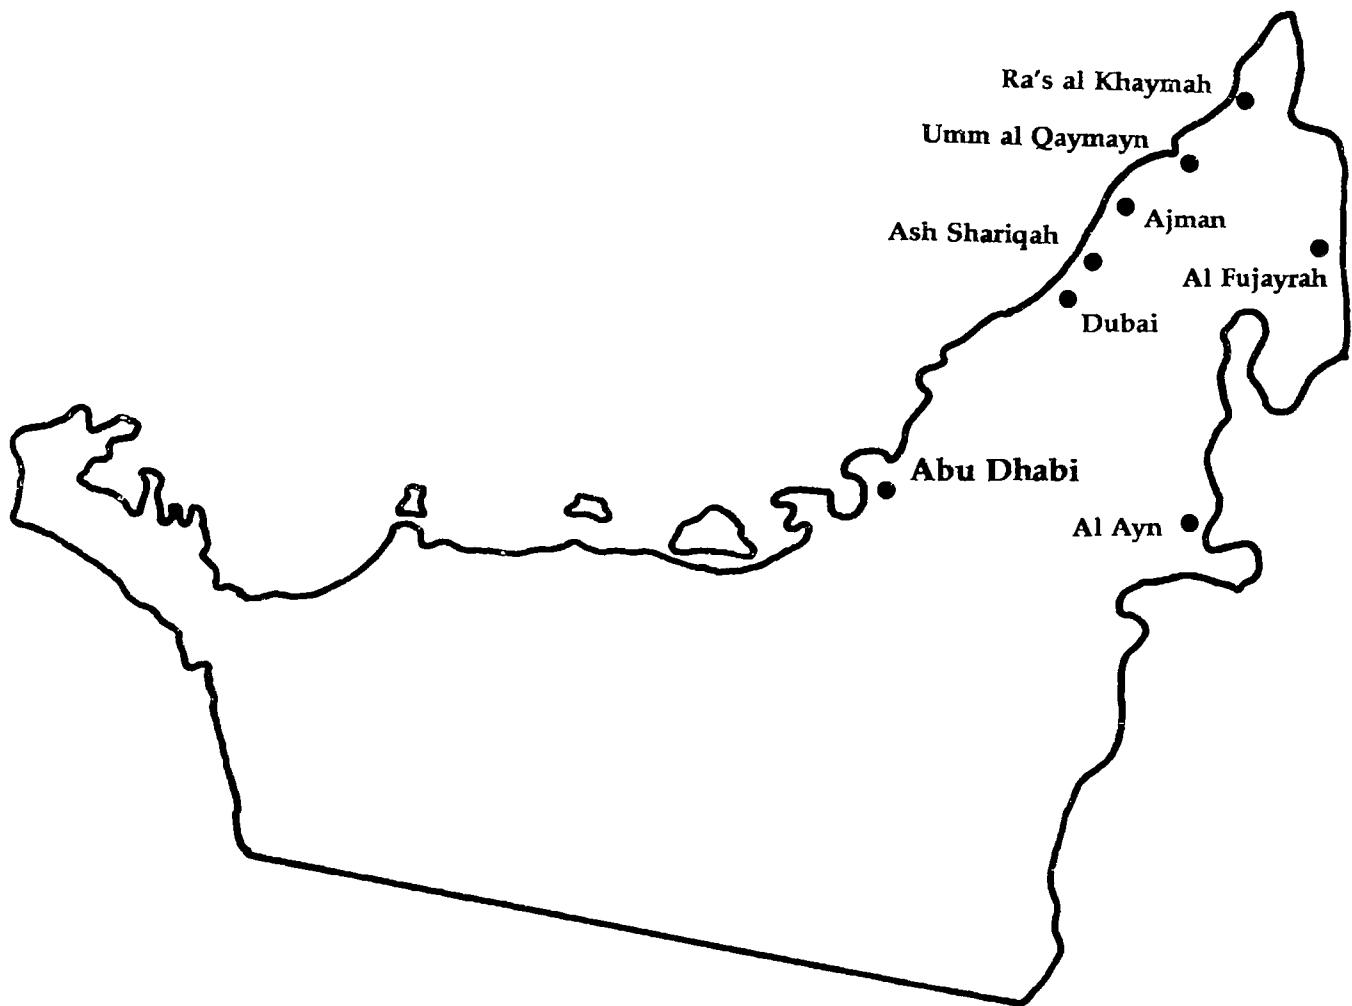 Ra's al Khaymah
Umm al Qaymayn
Ajman
Ash Shariqah
Al Fujayrah
Dubai
Abu Dhabi
Al Ayn